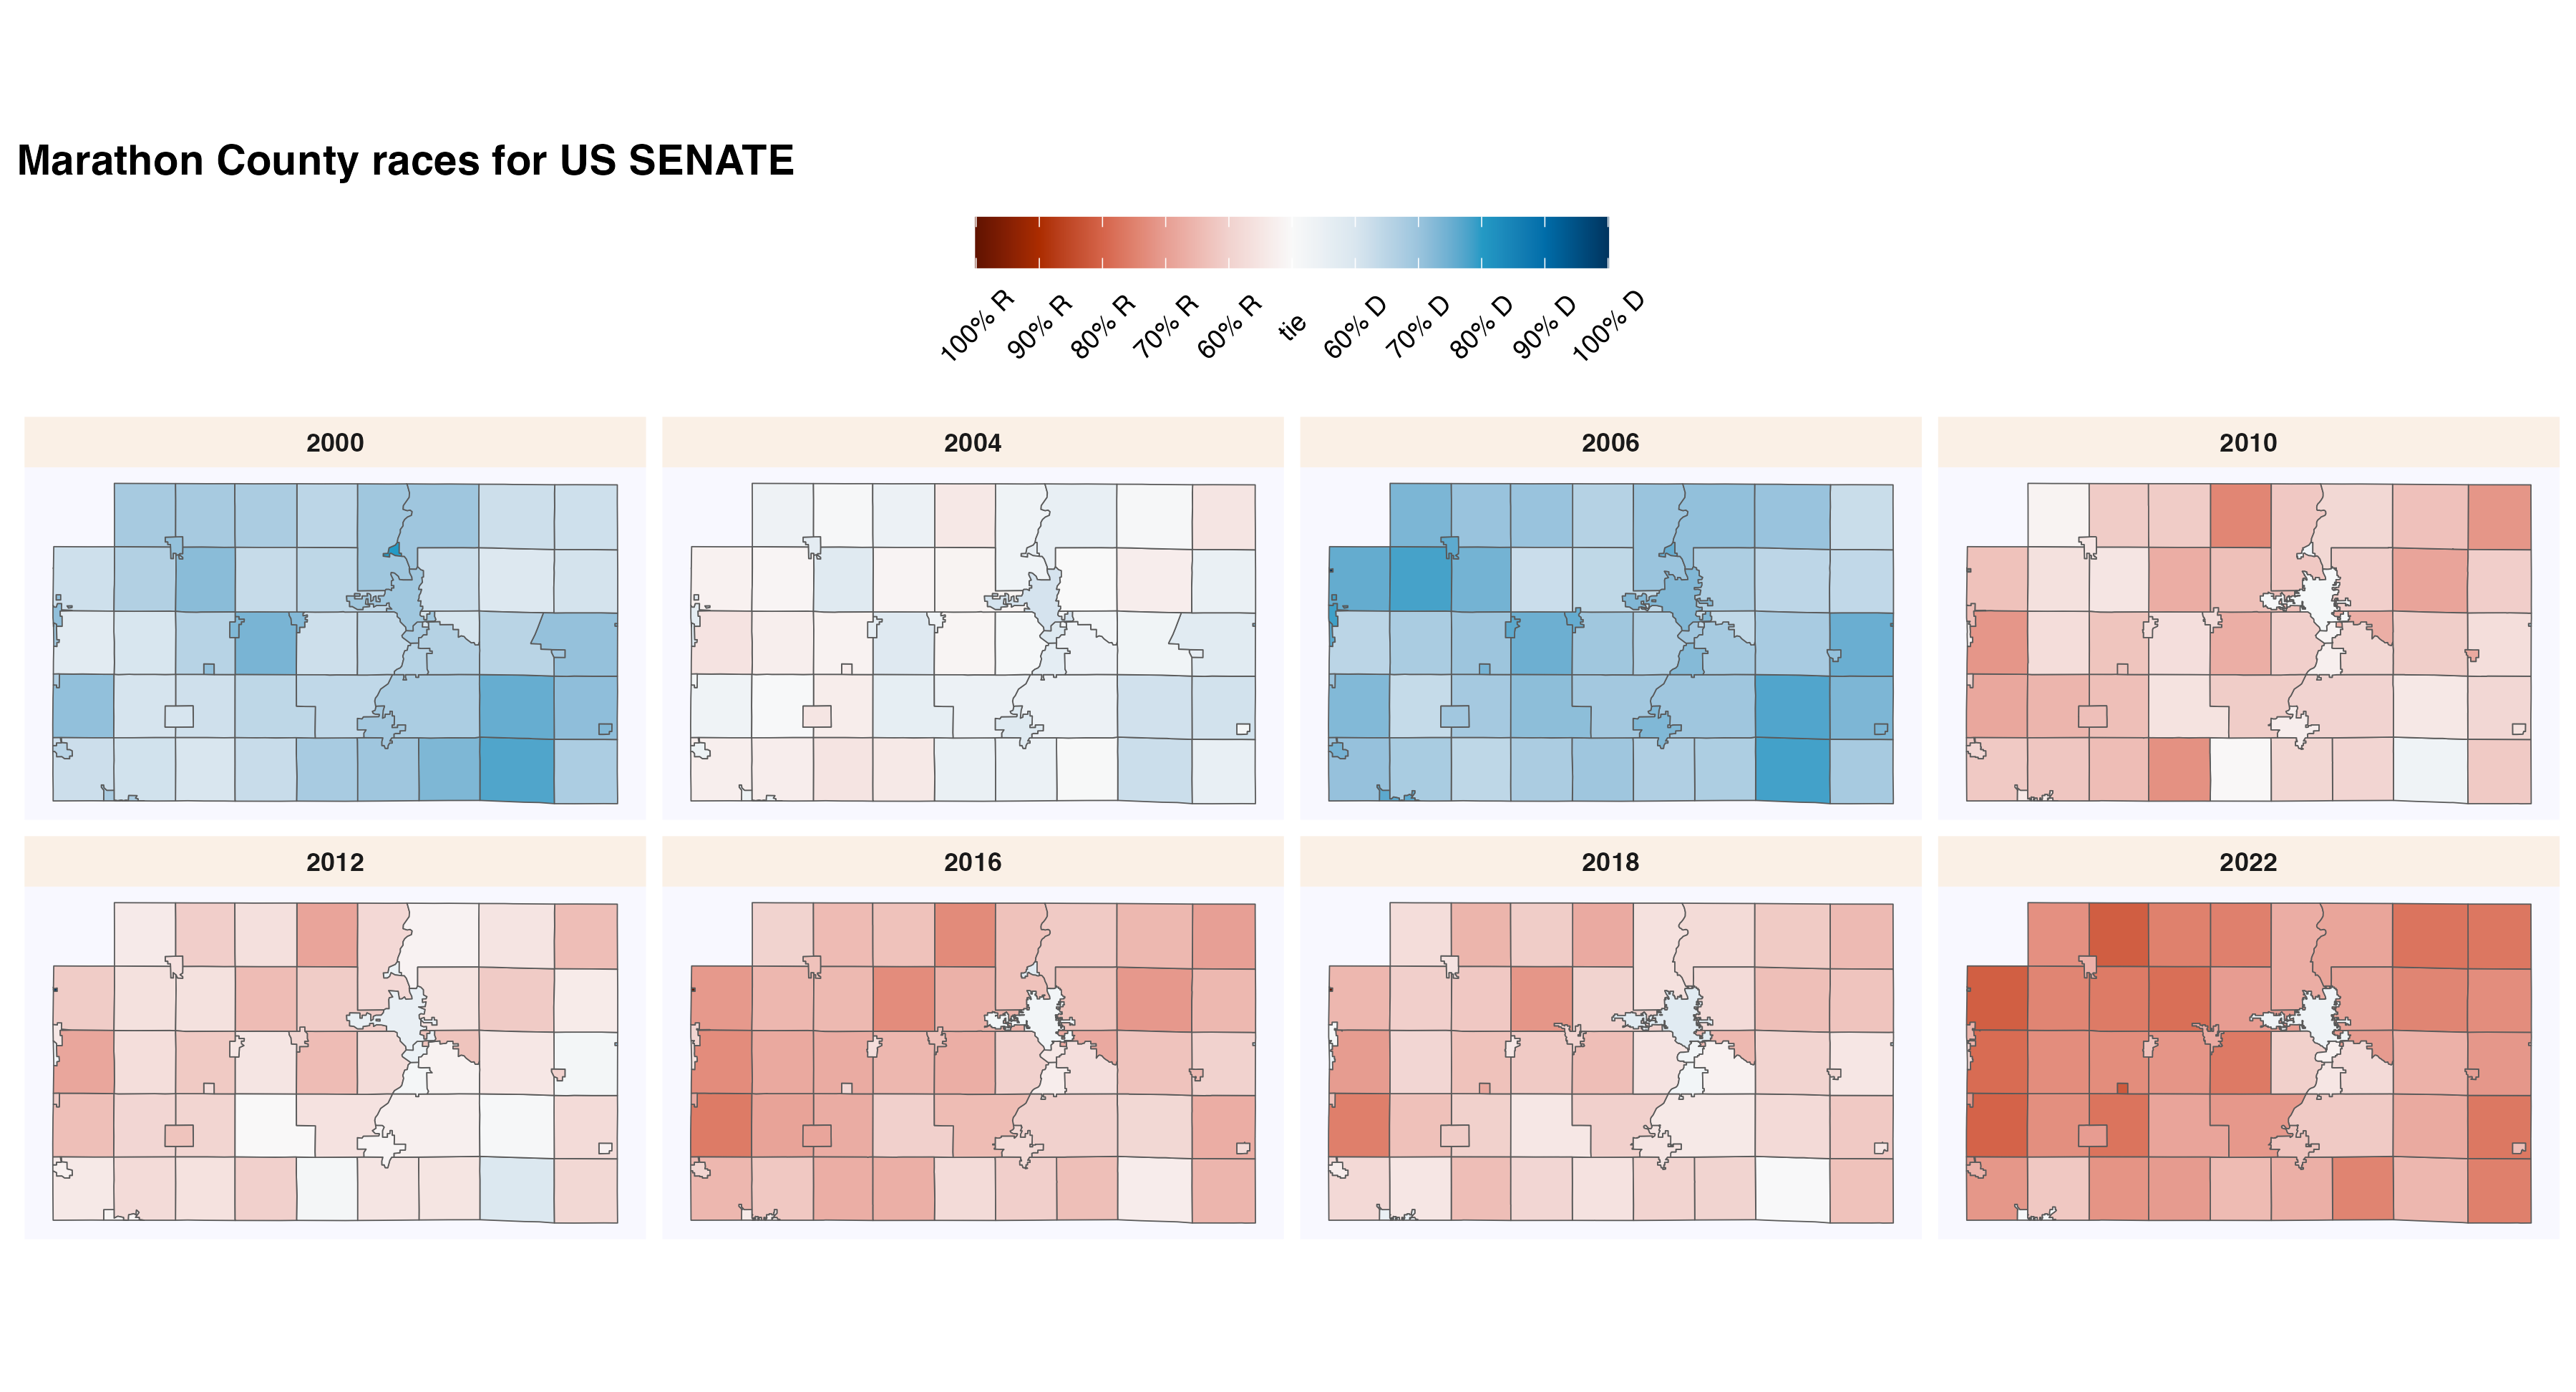 Marathon County races for US SENATE
100% R
90% R
80% R
70% R
60% R
tie
60% D
70% D
80% D
90% D
100% D
2000
2004
2006
2010
2012
2016
2018
2022